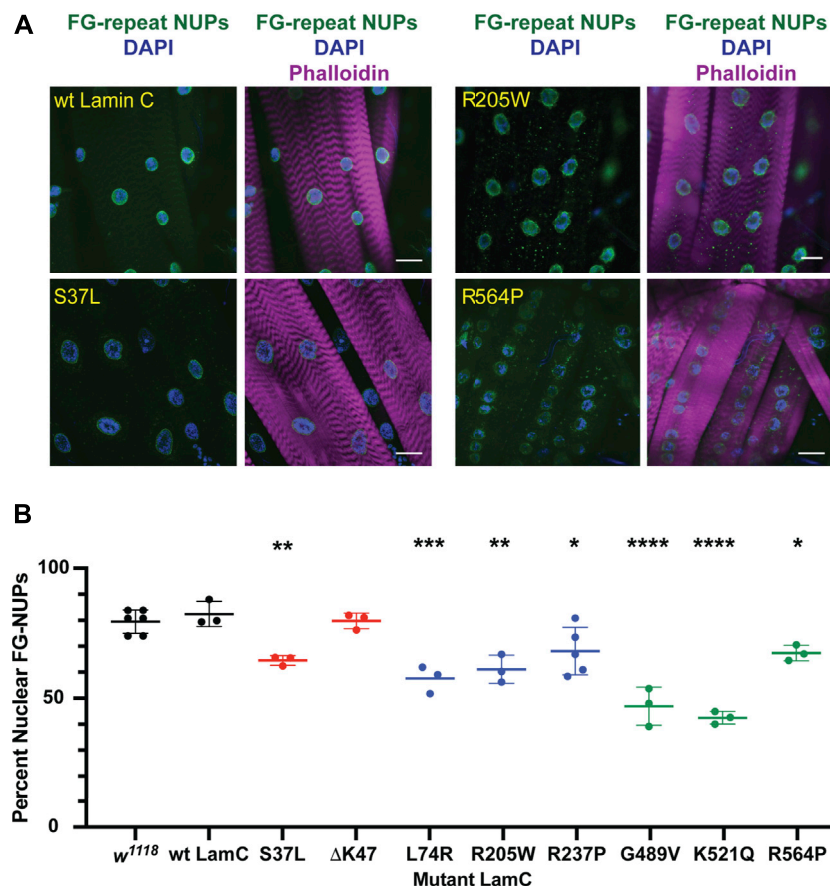 A
FG-repeat NUPs
DAPI
FG-repeat NUPs
DAPI
Phalloidin
FG-repeat NUPs
DAPI
FG-repeat NUPs
DAPI
Phalloidin
wt Lamin C
R205W
S37L
R564P
B
** *** ** * **** **** *
Percent Nuclear FG-NUPs
100
50
0
w¹¹¹⁸ wt LamC S37L ΔK47 L74R R205W R237P G489V K521Q R564P
Mutant LamC